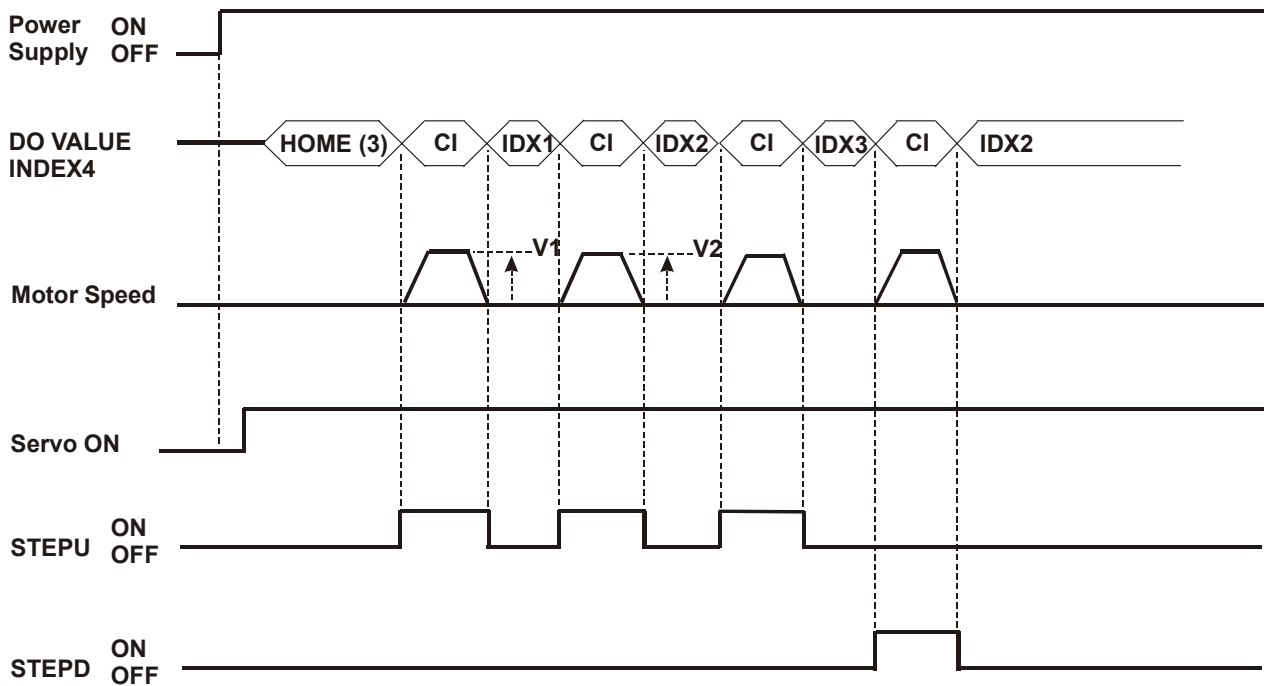 Power ON
Supply OFF
DO VALUE
INDEX4
HOME (3) CI IDX1 CI IDX2 CI IDX3 CI IDX2
V1 V2
Motor Speed
Servo ON
ON
STEPU OFF
ON
STEPD OFF